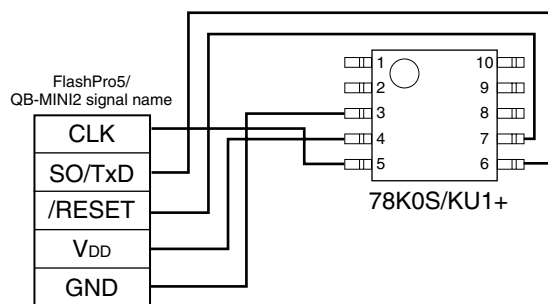 FlashPro5/
QB-MINI2 signal name
CLK
SO/TxD
/RESET
VDD
GND
1 10
2 9
3 8
4 7
5 6
78K0S/KU1+